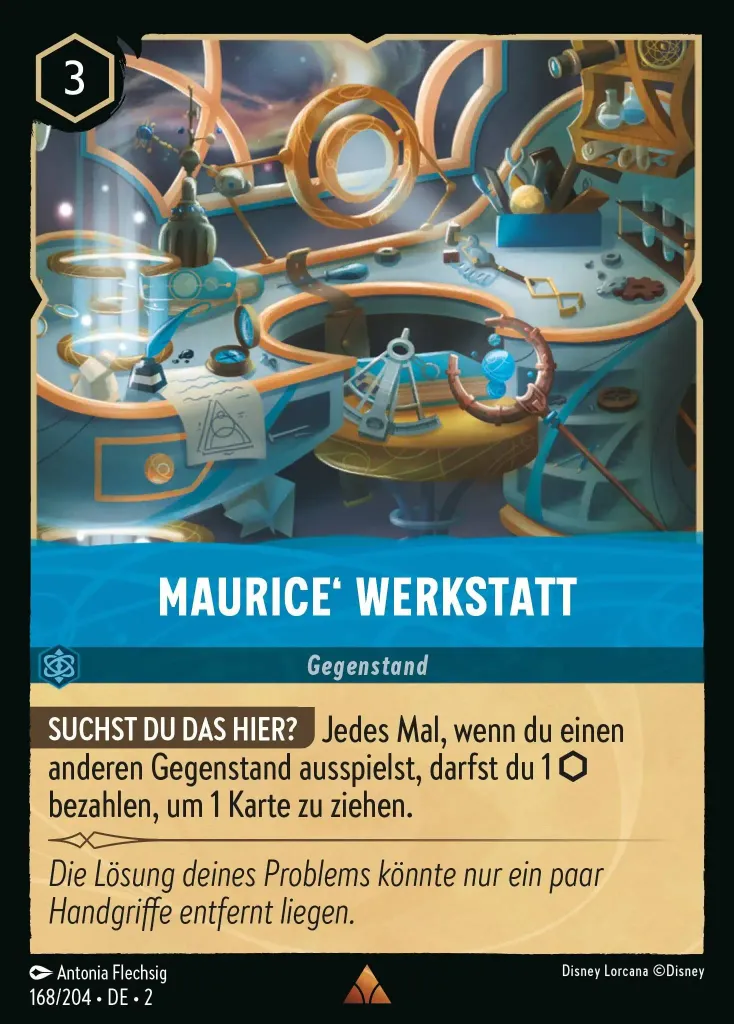 3
MAURICE‘ WERKSTATT
Gegenstand
SUCHST DU DAS HIER? Jedes Mal, wenn du einen
anderen Gegenstand ausspielst, darfst du 1 ⬡
bezahlen, um 1 Karte zu ziehen.
Die Lösung deines Problems könnte nur ein paar
Handgriffe entfernt liegen.
Antonia Flechsig
Disney Lorcana ©Disney
168/204 • DE • 2